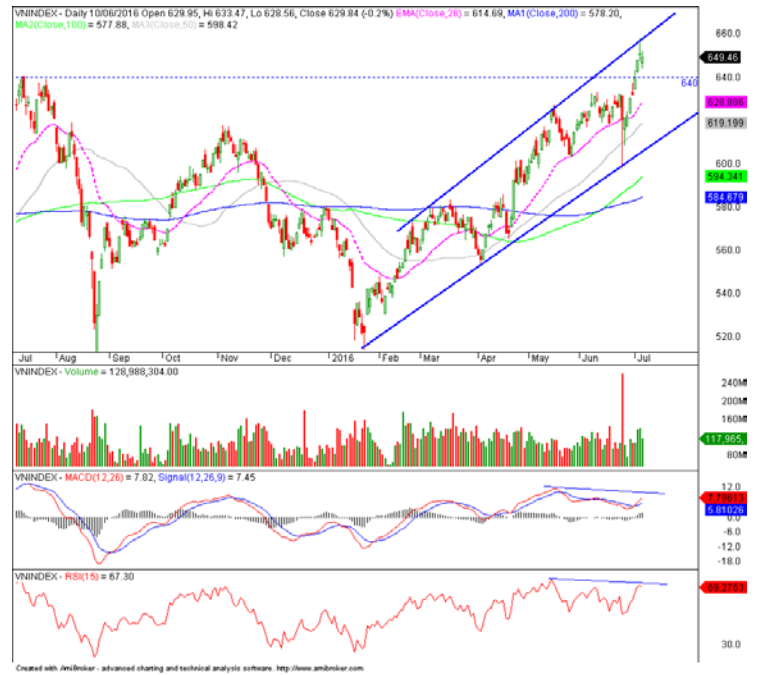 VNINDEX - Daily 10/06/2016 Open 629.95, Hi 633.47, Lo 628.56, Close 629.84 (-0.2%) EMA(Close,26) = 614.69, MA1(Close,200) = 578.20,
MA2(Close,100) = 577.88, MA3(Close,50) = 598.42
660.0
649.46
640.0
640
628.806
619.199
600.0
594.341
584.679
580.0
560.0
540.0
520.0
Jul Aug Sep Oct Nov Dec 2016 Feb Mar Apr May Jun Jul
VNINDEX - Volume = 128,988,304.00
240M
200M
160M
117,965,
80M
VNINDEX - MACD(12,26) = 7.82, Signal(12,26,9) = 7.45
12.0
7.79813
5.81026
0.0
-6.0
-12.0
-18.0
VNINDEX - RSI(15) = 67.30
69.2763
30.0
Created with AmiBroker - advanced charting and technical analysis software. http://www.amibroker.com